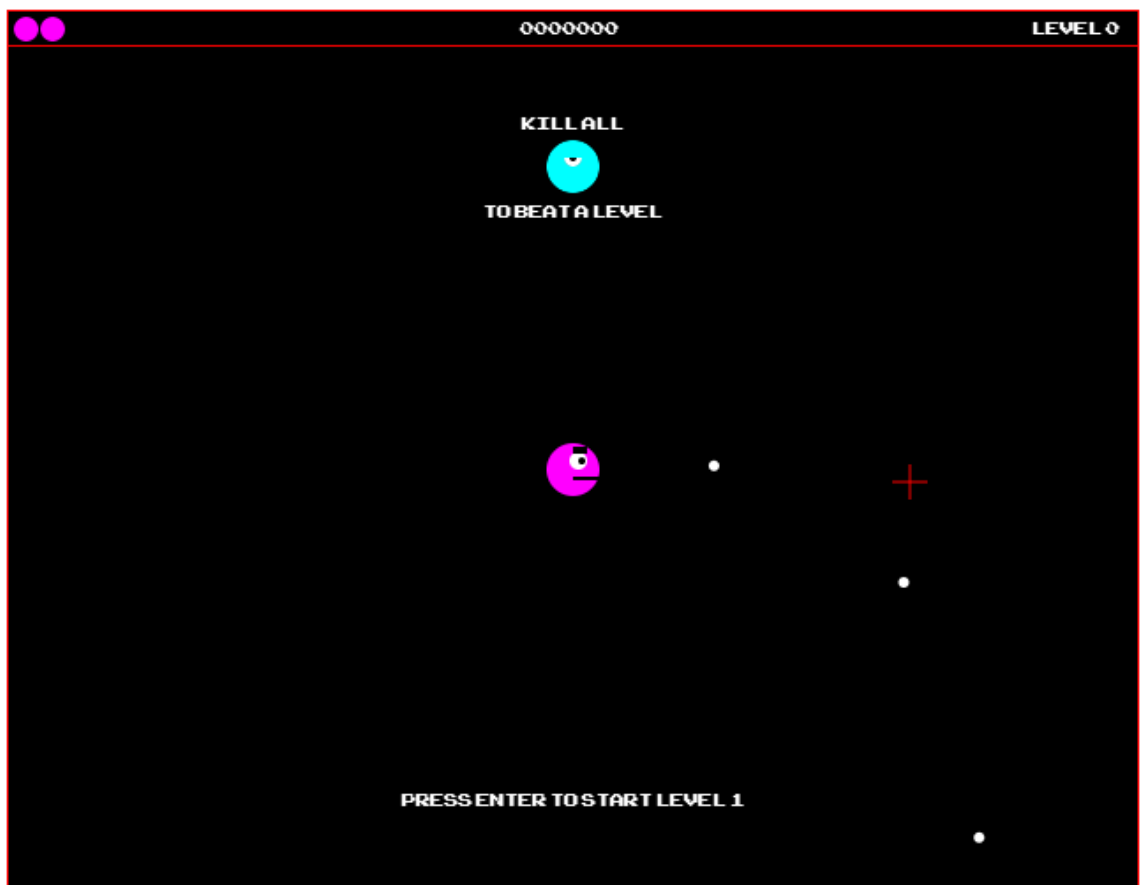 0000000
LEVEL 0
KILL ALL
TO BEAT A LEVEL
PRESS ENTER TO START LEVEL 1